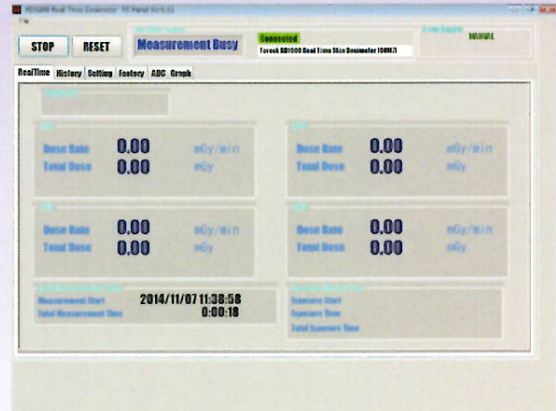 Real Time Dosimeter PC Panel
File
STOP RESET
Measurement Busy
Connected
Toreck RD1000 Real Time Skin Dosimeter
MANUAL
RealTime History Setting Factory ADC Graph
Dose Rate 0.00 mGy/min
Total Dose 0.00 mGy
Dose Rate 0.00 mGy/min
Total Dose 0.00 mGy
Dose Rate 0.00 mGy/min
Total Dose 0.00 mGy
Dose Rate 0.00 mGy/min
Total Dose 0.00 mGy
Measurement Start 2014/11/07 11:38:58
Total Measurement Time 0:00:19
Exposure Start
Exposure Time
Total Exposure Time